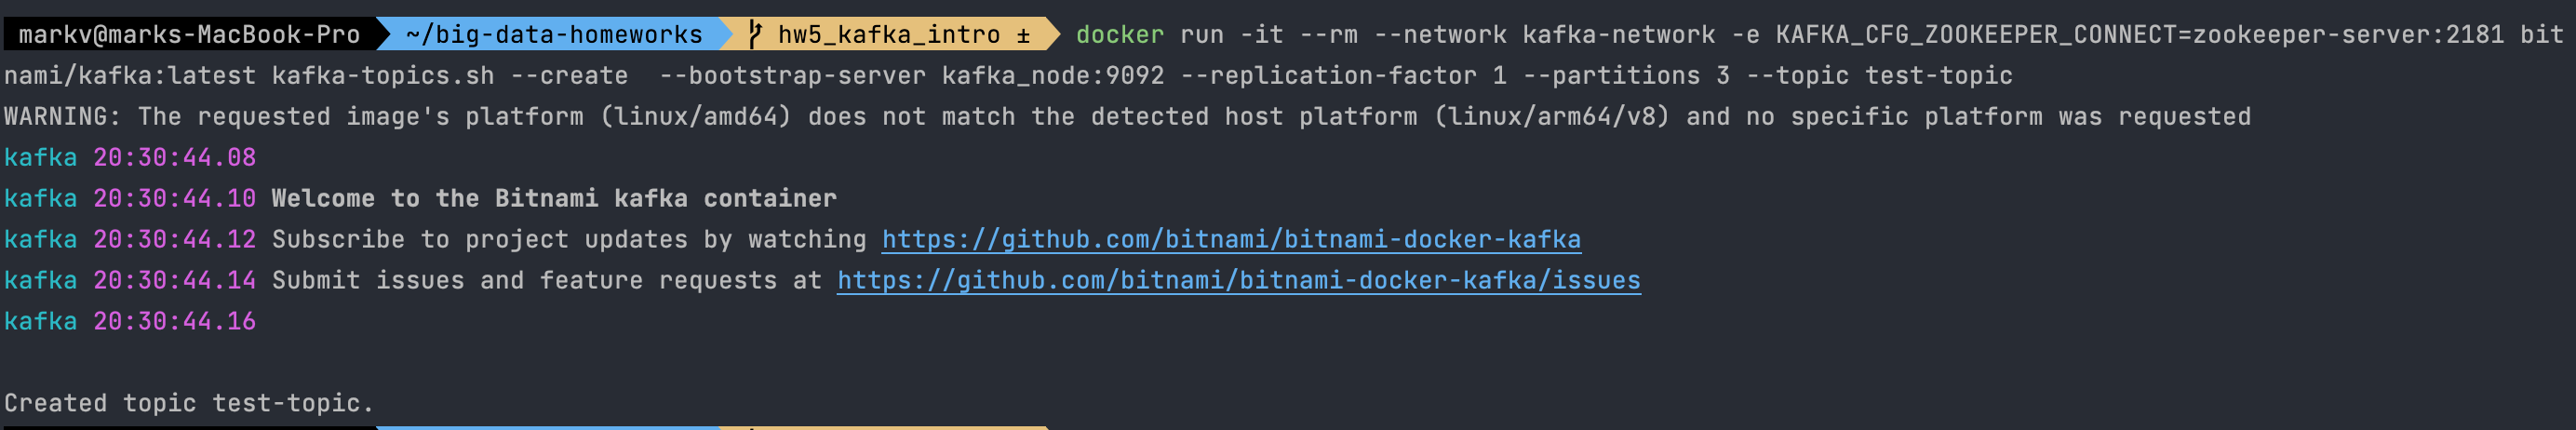 markv@marks-MacBook-Pro ~/big-data-homeworks hw5_kafka_intro ± docker run -it --rm --network kafka-network -e KAFKA_CFG_ZOOKEEPER_CONNECT=zookeeper-server:2181 bit
nami/kafka:latest kafka-topics.sh --create  --bootstrap-server kafka_node:9092 --replication-factor 1 --partitions 3 --topic test-topic
WARNING: The requested image's platform (linux/amd64) does not match the detected host platform (linux/arm64/v8) and no specific platform was requested
kafka 20:30:44.08
kafka 20:30:44.10 Welcome to the Bitnami kafka container
kafka 20:30:44.12 Subscribe to project updates by watching https://github.com/bitnami/bitnami-docker-kafka
kafka 20:30:44.14 Submit issues and feature requests at https://github.com/bitnami/bitnami-docker-kafka/issues
kafka 20:30:44.16
Created topic test-topic.